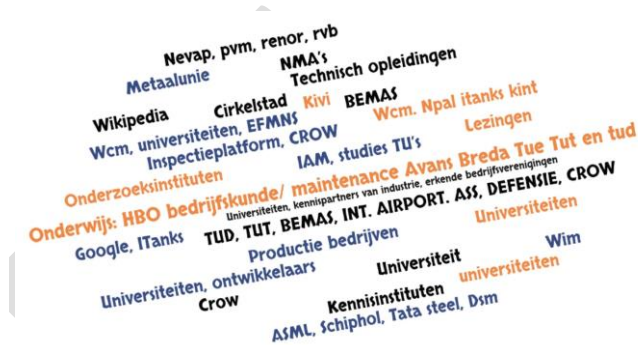 Nevap, pvm, renor, rvb
Metaalunie
NMA's
Technisch opleidingen
Wikipedia
Cirkelstad
Kivi
BEMAS
Wcm. Npal itanks kint
Wcm, universiteiten, EFMNS
Inspectieplatform, CROW
Lezingen
IAM, studies TU's
Onderzoeksinstituten
Onderwijs: HBO bedrijfskunde/ maintenance Avans Breda Tue Tut en tud
Universiteiten, kennispartners van industrie, erkende bedrijfsverenigingen
Google, ITanks
TUD, TUT, BEMAS, INT. AIRPORT. ASS, DEFENSIE, CROW
Productie bedrijven
Universiteiten
Universiteiten, ontwikkelaars
Universiteit
Wim
Crow
universiteiten
Kennisinstituten
ASML, Schiphol, Tata steel, Dsm